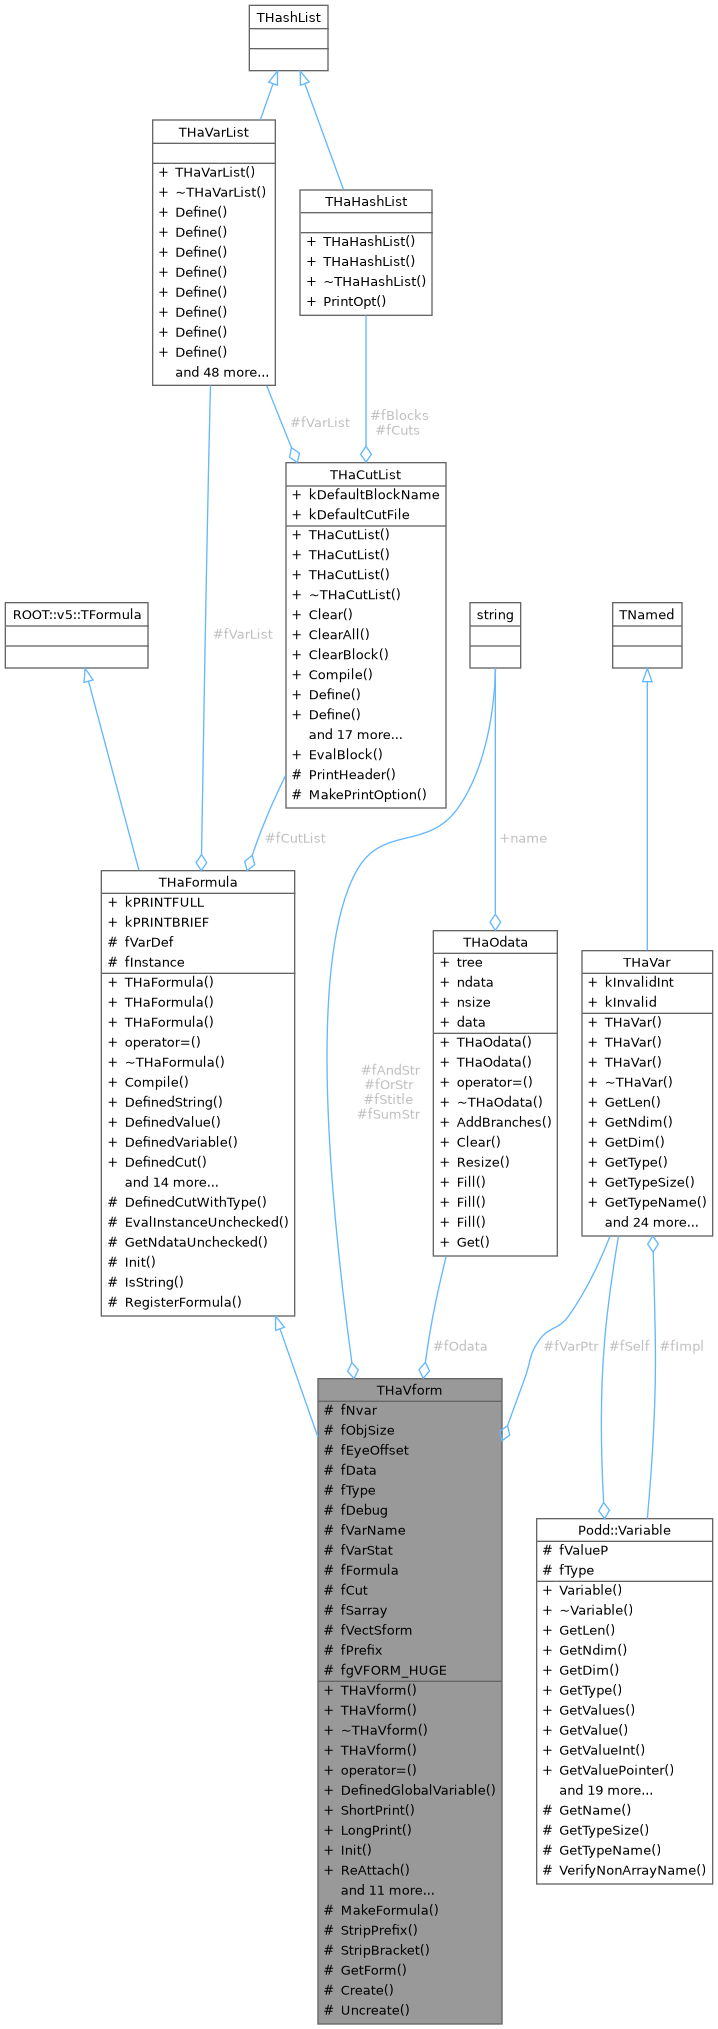 THashList
THaVarList
+ THaVarList()
+ ~THaVarList()
+ Define()
+ Define()
+ Define()
+ Define()
+ Define()
+ Define()
+ Define()
+ Define()
and 48 more...
THaHashList
+ THaHashList()
+ THaHashList()
+ ~THaHashList()
+ PrintOpt()
#fVarList
#fBlocks
#fCuts
THaCutList
+ kDefaultBlockName
+ kDefaultCutFile
+ THaCutList()
+ THaCutList()
+ THaCutList()
+ ~THaCutList()
+ Clear()
+ ClearAll()
+ ClearBlock()
+ Compile()
+ Define()
+ Define()
and 17 more...
+ EvalBlock()
# PrintHeader()
# MakePrintOption()
ROOT::v5::TFormula
#fVarList
string
TNamed
#fCutList
+name
THaFormula
+ kPRINTFULL
+ kPRINTBRIEF
# fVarDef
# fInstance
+ THaFormula()
+ THaFormula()
+ THaFormula()
+ operator=()
+ ~THaFormula()
+ Compile()
+ DefinedString()
+ DefinedValue()
+ DefinedVariable()
+ DefinedCut()
and 14 more...
# DefinedCutWithType()
# EvalInstanceUnchecked()
# GetNdataUnchecked()
# Init()
# IsString()
# RegisterFormula()
#fAndStr
#fOrStr
#fStitle
#fSumStr
THaOdata
+ tree
+ ndata
+ nsize
+ data
+ THaOdata()
+ THaOdata()
+ operator=()
+ ~THaOdata()
+ AddBranches()
+ Clear()
+ Resize()
+ Fill()
+ Fill()
+ Fill()
+ Get()
THaVar
+ kInvalidInt
+ kInvalid
+ THaVar()
+ THaVar()
+ THaVar()
+ ~THaVar()
+ GetLen()
+ GetNdim()
+ GetDim()
+ GetType()
+ GetTypeSize()
+ GetTypeName()
and 24 more...
#fOdata
#fVarPtr
#fSelf
#fImpl
THaVform
# fNvar
# fObjSize
# fEyeOffset
# fData
# fType
# fDebug
# fVarName
# fVarStat
# fFormula
# fCut
# fSarray
# fVectSform
# fPrefix
# fgVFORM_HUGE
+ THaVform()
+ THaVform()
+ ~THaVform()
+ THaVform()
+ operator=()
+ DefinedGlobalVariable()
+ ShortPrint()
+ LongPrint()
+ Init()
+ ReAttach()
and 11 more...
# MakeFormula()
# StripPrefix()
# StripBracket()
# GetForm()
# Create()
# Uncreate()
Podd::Variable
# fValueP
# fType
+ Variable()
+ ~Variable()
+ GetLen()
+ GetNdim()
+ GetDim()
+ GetType()
+ GetValues()
+ GetValue()
+ GetValueInt()
+ GetValuePointer()
and 19 more...
# GetName()
# GetTypeSize()
# GetTypeName()
# VerifyNonArrayName()